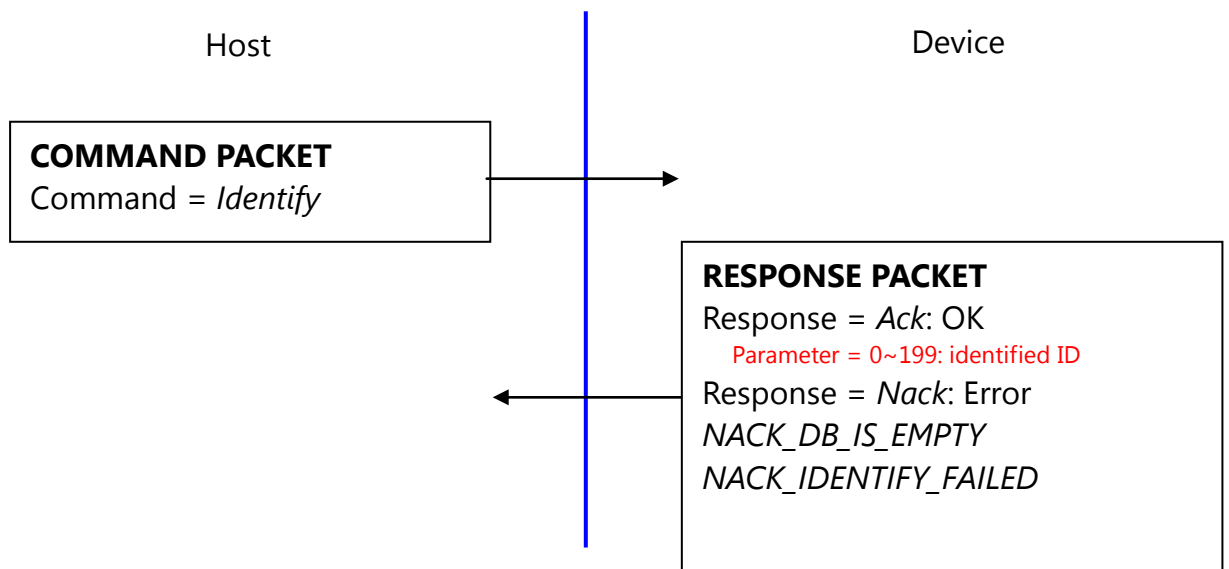 Host
Device
COMMAND PACKET
Command = Identify
RESPONSE PACKET
Response = Ack: OK
Parameter = 0~199: identified ID
Response = Nack: Error
NACK_DB_IS_EMPTY
NACK_IDENTIFY_FAILED